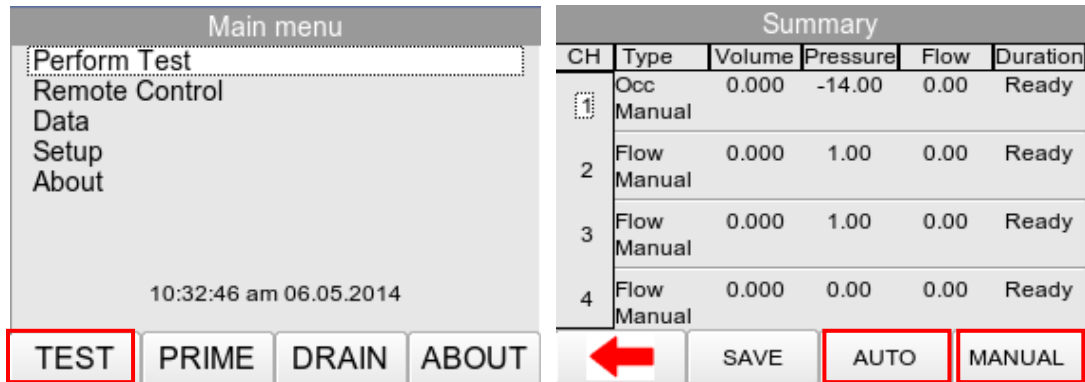 Main menu
Perform Test
Remote Control
Data
Setup
About
10:32:46 am 06.05.2014
TEST PRIME DRAIN ABOUT
Summary
CH Type Volume Pressure Flow Duration
1 Occ Manual 0.000 -14.00 0.00 Ready
2 Flow Manual 0.000 1.00 0.00 Ready
3 Flow Manual 0.000 1.00 0.00 Ready
4 Flow Manual 0.000 0.00 0.00 Ready
SAVE AUTO MANUAL